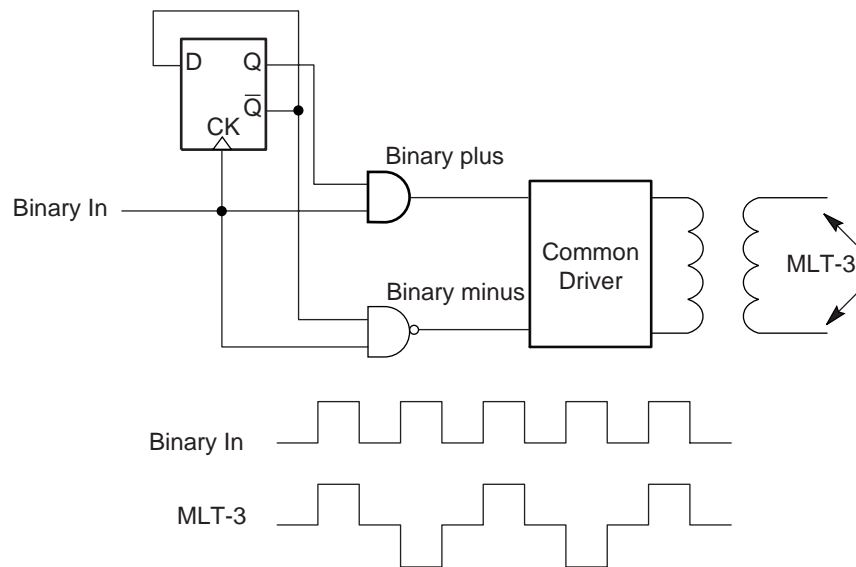 D Q
Q̅
CK
Binary plus
Binary In
Common
Driver
MLT-3
Binary minus
Binary In
MLT-3